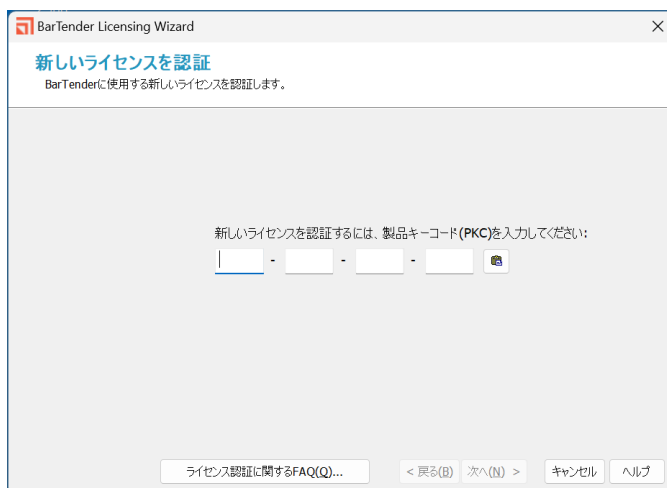 BarTender Licensing Wizard
新しいライセンスを認証
BarTenderに使用する新しいライセンスを認証します。
新しいライセンスを認証するには、製品キーコード(PKC)を入力してください:
- - -
ライセンス認証に関するFAQ(Q)... < 戻る(B) 次へ(N) > キャンセル ヘルプ